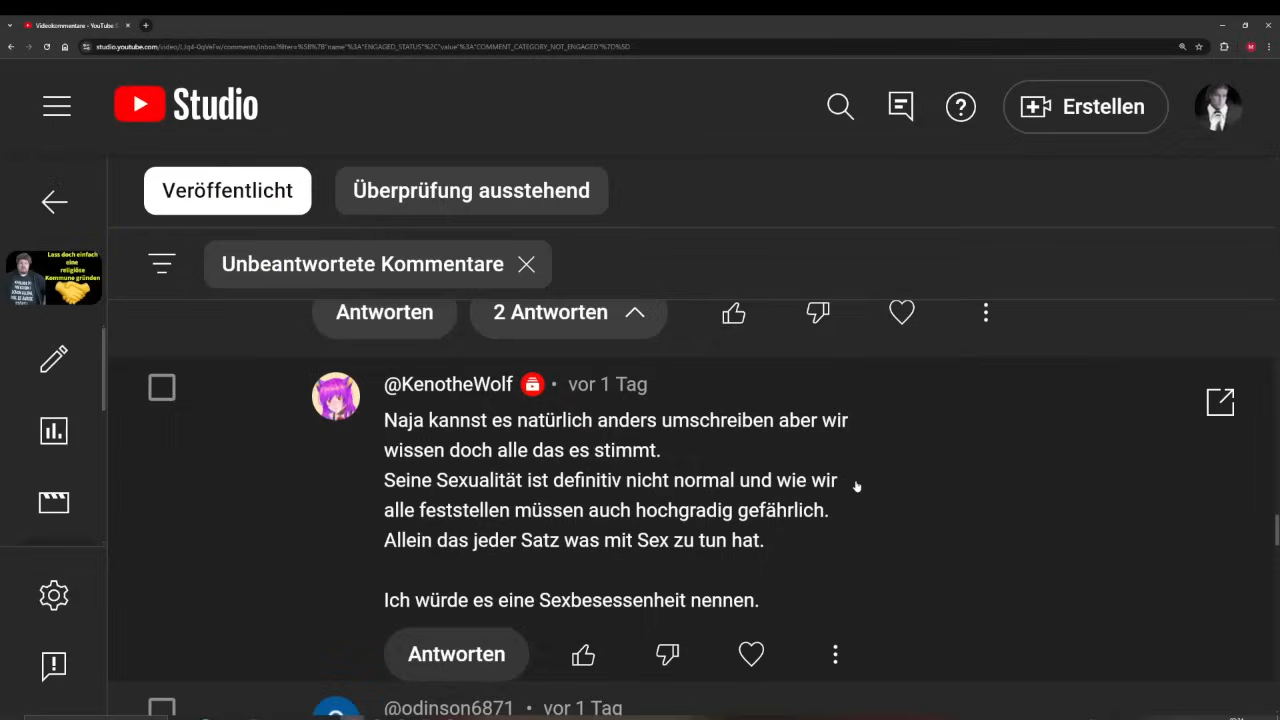 Videokommentare - YouTube S
studio.youtube.com/video/LJq4-0qVeFw/comments/inbox?filter=%5B%7B"name"%3A"ENGAGED_STATUS"%2C"value"%3A"COMMENT_CATEGORY_NOT_ENGAGED"%7D%5D
Studio
Erstellen
Veröffentlicht
Überprüfung ausstehend
Lass doch einfach
eine
religiöse
Kommune gründen
Unbeantwortete Kommentare
Antworten
2 Antworten
@KenotheWolf • vor 1 Tag
Naja kannst es natürlich anders umschreiben aber wir
wissen doch alle das es stimmt.
Seine Sexualität ist definitiv nicht normal und wie wir
alle feststellen müssen auch hochgradig gefährlich.
Allein das jeder Satz was mit Sex zu tun hat.
Ich würde es eine Sexbesessenheit nennen.
Antworten
@odinson6871 • vor 1 Tag